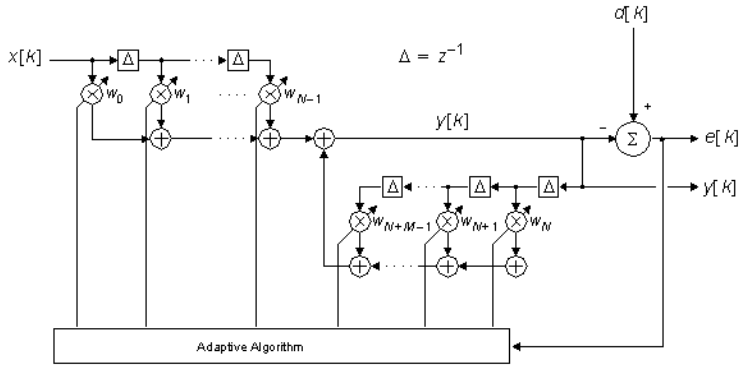 d[k]
x[k] Δ · · · Δ Δ = z⁻¹
w₀ w₁ · · · · w_{N-1}
+
y[k] − Σ e[k]
Δ · · · Δ Δ y[k]
w_{N+M-1} w_{N+1} w_N
Adaptive Algorithm